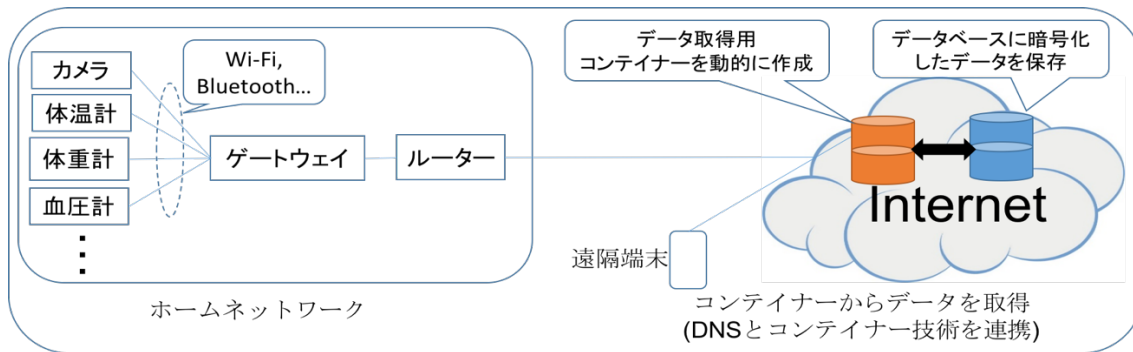 カメラ
体温計
体重計
血圧計
Wi-Fi,
Bluetooth...
ゲートウェイ
ルーター
ホームネットワーク
データ取得用
コンテイナーを動的に作成
データベースに暗号化
したデータを保存
Internet
遠隔端末
コンテイナーからデータを取得
(DNSとコンテイナー技術を連携)